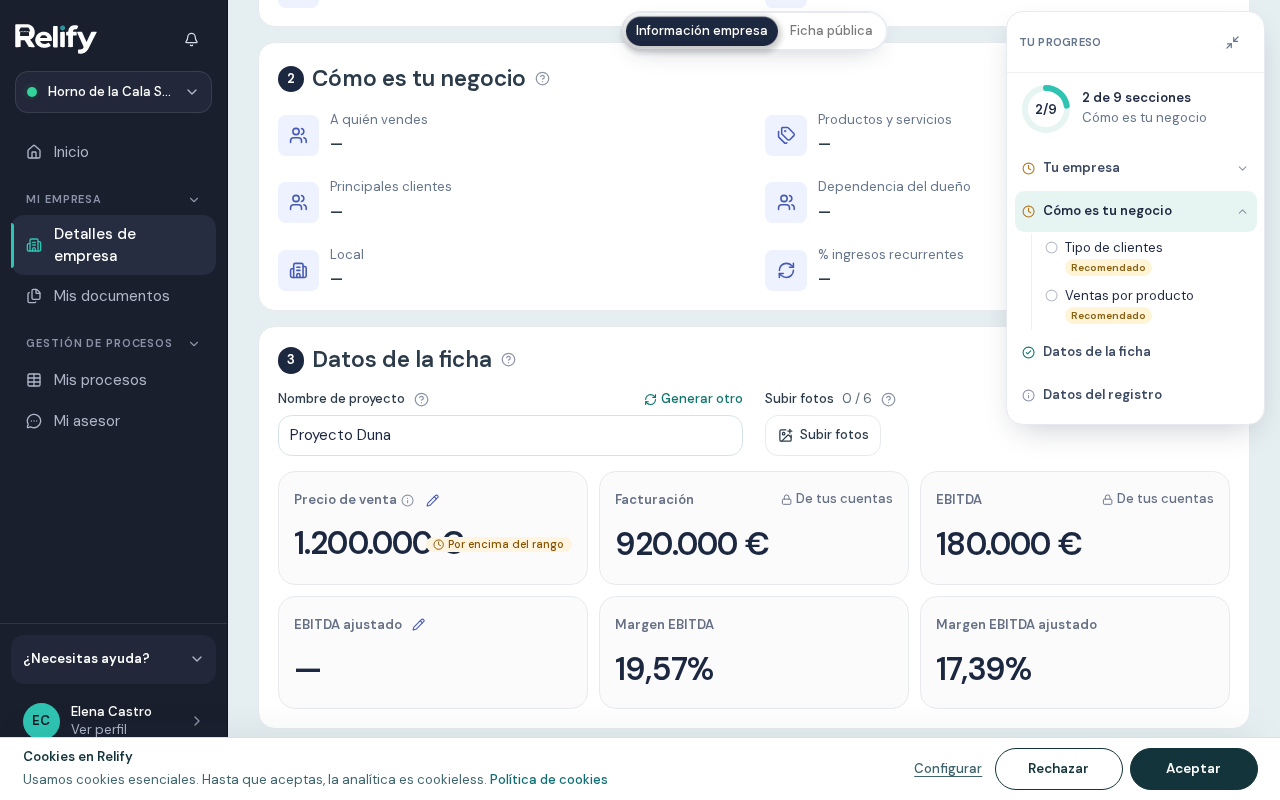 Relify
Horno de la Cala S...
Inicio
MI EMPRESA
Detalles de
empresa
Mis documentos
GESTIÓN DE PROCESOS
Mis procesos
Mi asesor
¿Necesitas ayuda?
EC
Elena Castro
Ver perfil
Información empresa
Ficha pública
2
Cómo es tu negocio
A quién vendes
—
Productos y servicios
—
Principales clientes
—
Dependencia del dueño
—
Local
—
% ingresos recurrentes
—
3
Datos de la ficha
Nombre de proyecto
Generar otro
Proyecto Duna
Subir fotos 0 / 6
Subir fotos
Precio de venta
1.200.000 €
Por encima del rango
Facturación
De tus cuentas
920.000 €
EBITDA
De tus cuentas
180.000 €
EBITDA ajustado
—
Margen EBITDA
19,57%
Margen EBITDA ajustado
17,39%
TU PROGRESO
2/9
2 de 9 secciones
Cómo es tu negocio
Tu empresa
Cómo es tu negocio
Tipo de clientes
Recomendado
Ventas por producto
Recomendado
Datos de la ficha
Datos del registro
Cookies en Relify
Usamos cookies esenciales. Hasta que aceptas, la analítica es cookieless. Política de cookies
Configurar
Rechazar
Aceptar